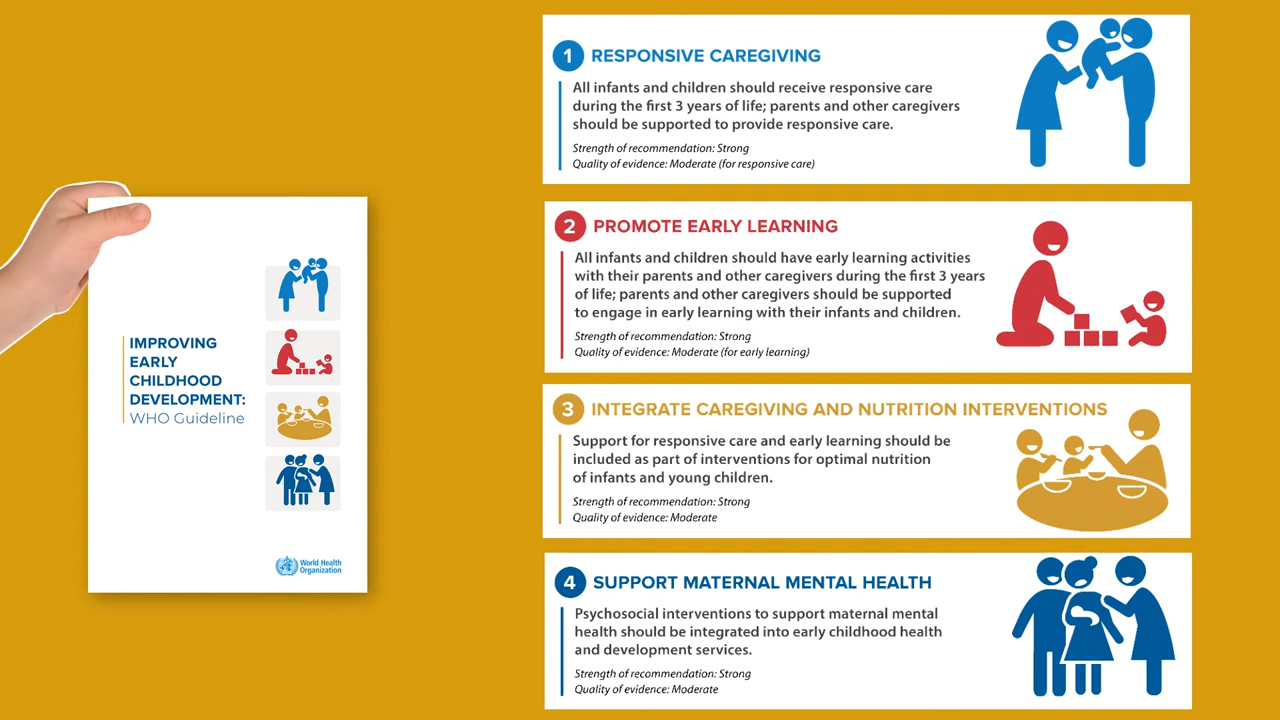 IMPROVING
EARLY
CHILDHOOD
DEVELOPMENT:
WHO Guideline
World Health
Organization
1 RESPONSIVE CAREGIVING
All infants and children should receive responsive care
during the first 3 years of life; parents and other caregivers
should be supported to provide responsive care.
Strength of recommendation: Strong
Quality of evidence: Moderate (for responsive care)
2 PROMOTE EARLY LEARNING
All infants and children should have early learning activities
with their parents and other caregivers during the first 3 years
of life; parents and other caregivers should be supported
to engage in early learning with their infants and children.
Strength of recommendation: Strong
Quality of evidence: Moderate (for early learning)
3 INTEGRATE CAREGIVING AND NUTRITION INTERVENTIONS
Support for responsive care and early learning should be
included as part of interventions for optimal nutrition
of infants and young children.
Strength of recommendation: Strong
Quality of evidence: Moderate
4 SUPPORT MATERNAL MENTAL HEALTH
Psychosocial interventions to support maternal mental
health should be integrated into early childhood health
and development services.
Strength of recommendation: Strong
Quality of evidence: Moderate